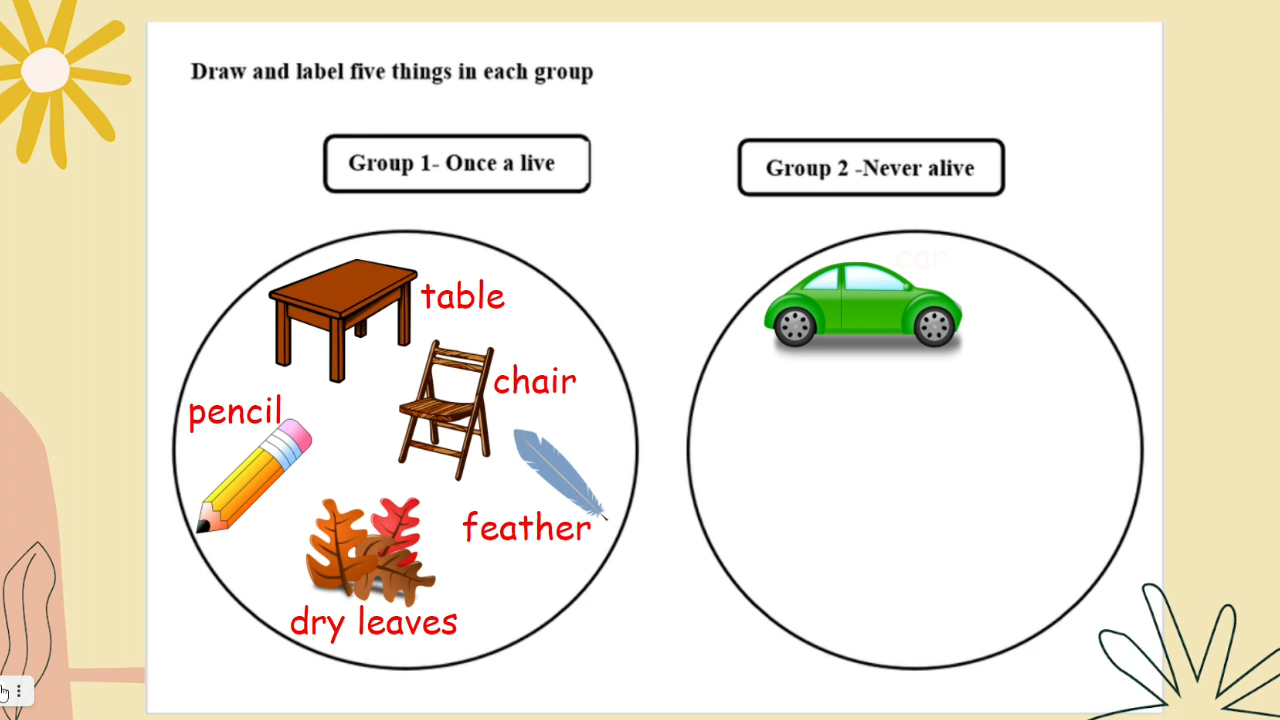 Draw and label five things in each group
Group 1- Once a live
Group 2 -Never alive
table
chair
pencil
feather
dry leaves
car